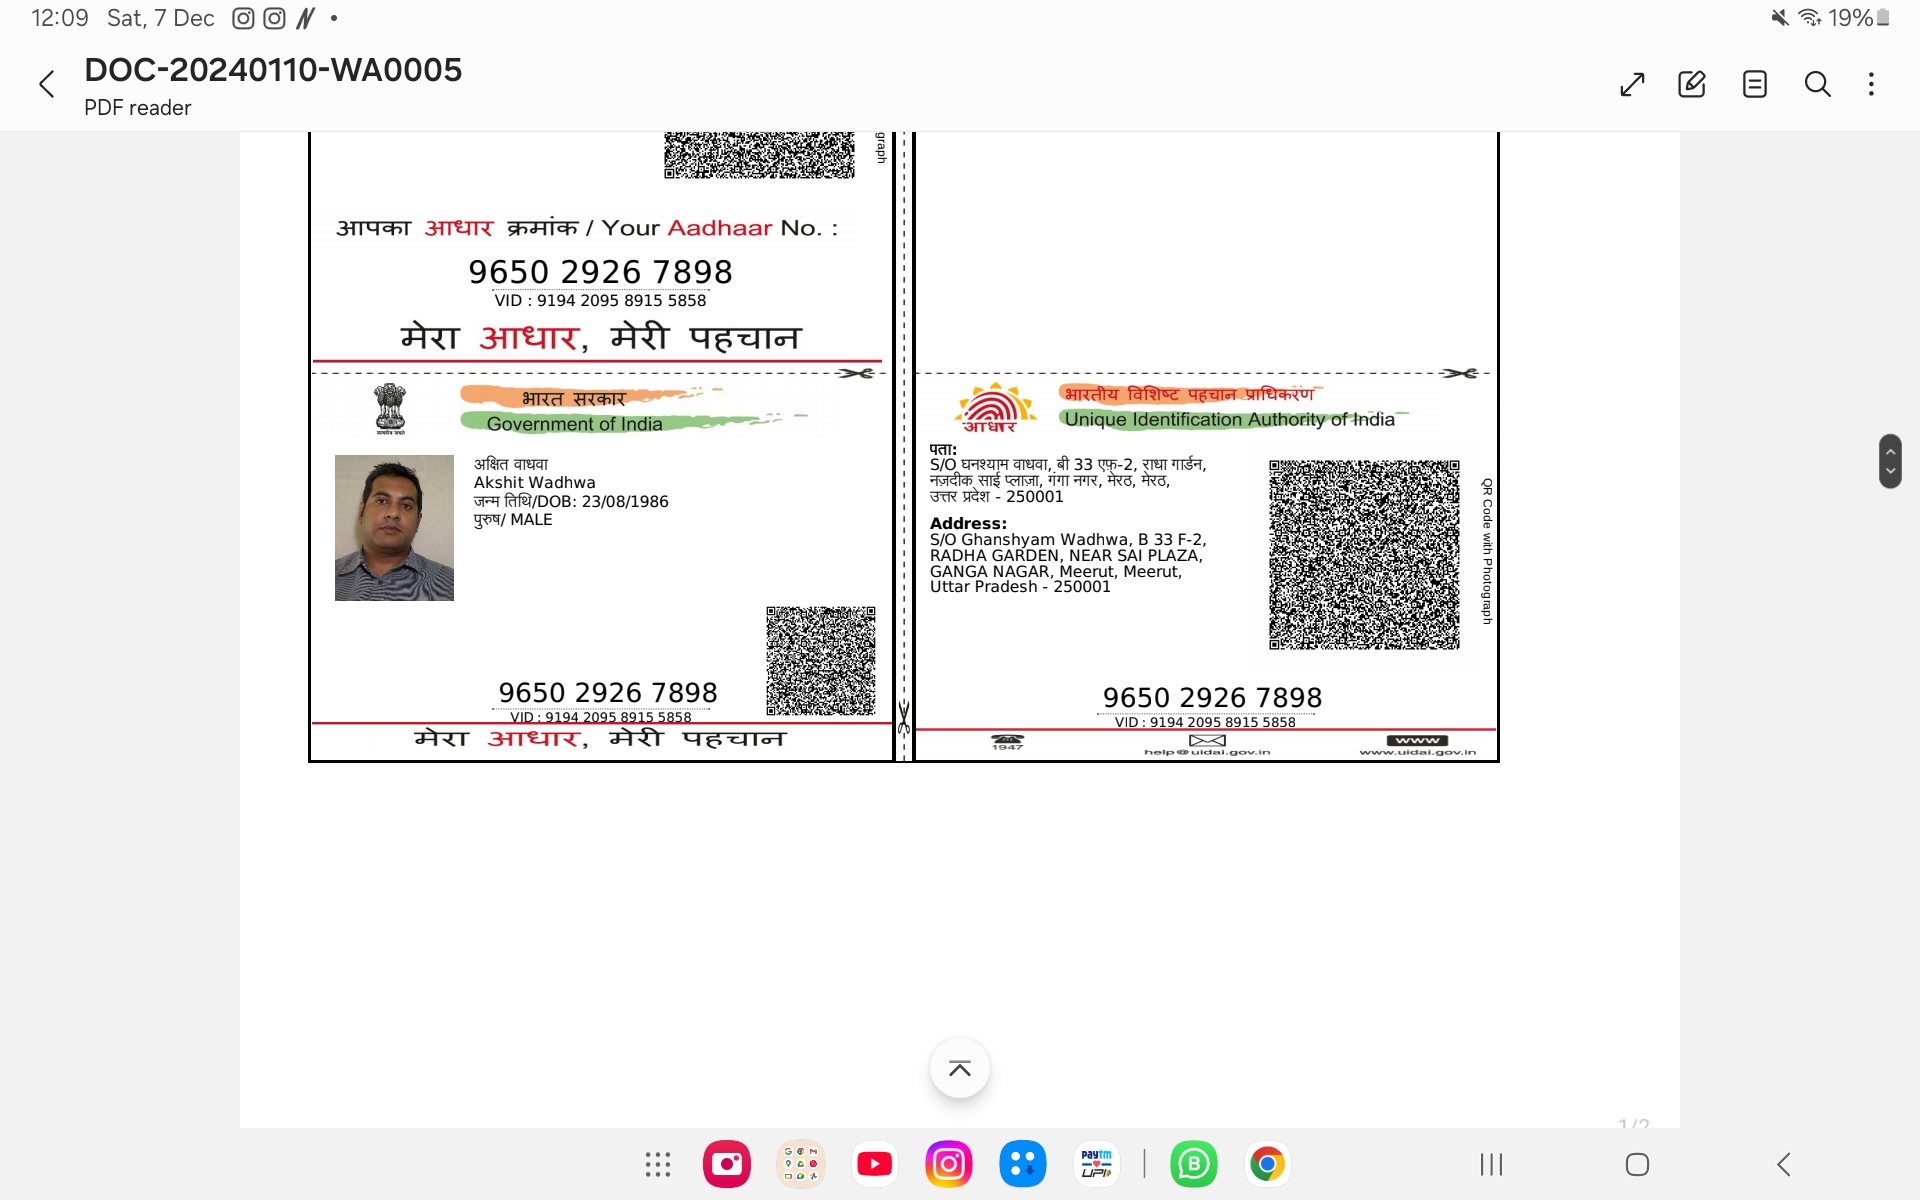 12:09 Sat, 7 Dec
19%
DOC-20240110-WA0005
PDF reader
graph
आपका आधार क्रमांक / Your Aadhaar No. :
9650 2926 7898
VID : 9194 2095 8915 5858
मेरा आधार, मेरी पहचान
भारत सरकार
Government of India
अक्षित वाधवा
Akshit Wadhwa
जन्म तिथि/DOB: 23/08/1986
पुरुष/ MALE
9650 2926 7898
VID : 9194 2095 8915 5858
मेरा आधार, मेरी पहचान
भारतीय विशिष्ट पहचान प्राधिकरण
Unique Identification Authority of India
आधार
पता:
S/O घनश्याम वाधवा, बी 33 एफ-2, राधा गार्डन,
नज़दीक साई प्लाजा, गंगा नगर, मेरठ, मेरठ,
उत्तर प्रदेश - 250001
Address:
S/O Ghanshyam Wadhwa, B 33 F-2,
RADHA GARDEN, NEAR SAI PLAZA,
GANGA NAGAR, Meerut, Meerut,
Uttar Pradesh - 250001
QR Code with Photograph
9650 2926 7898
VID : 9194 2095 8915 5858
1947
help@uidai.gov.in
www
www.uidai.gov.in
1/2
paytm
UPI